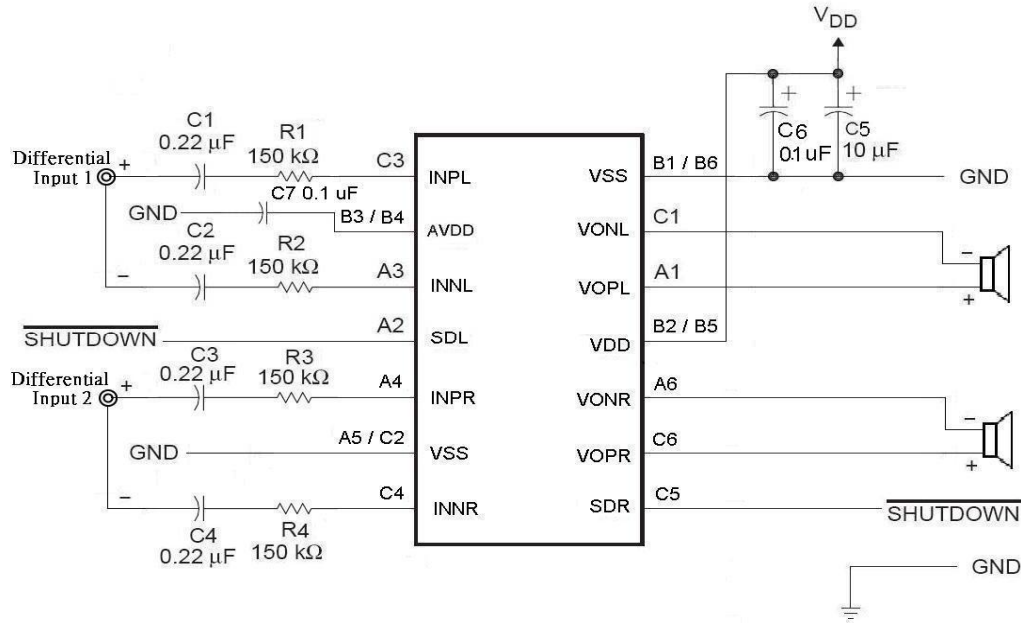 V_DD
C1
0.22 µF
R1
150 kΩ
C3
C6
0.1 uF
C5
10 µF
+
+
Differential
Input 1
+
INPL
VSS
B1 / B6
GND
C7 0.1 uF
GND
B3 / B4
AVDD
VONL
C1
C2
0.22 µF
R2
150 kΩ
−
A3
INNL
VOPL
A1
−
+
SHUTDOWN
A2
SDL
VDD
B2 / B5
C3
0.22 µF
R3
150 kΩ
Differential
Input 2
+
A4
INPR
VONR
A6
GND
A5 / C2
VSS
VOPR
C6
−
+
−
C4
INNR
SDR
C5
SHUTDOWN
C4
0.22 µF
R4
150 kΩ
GND